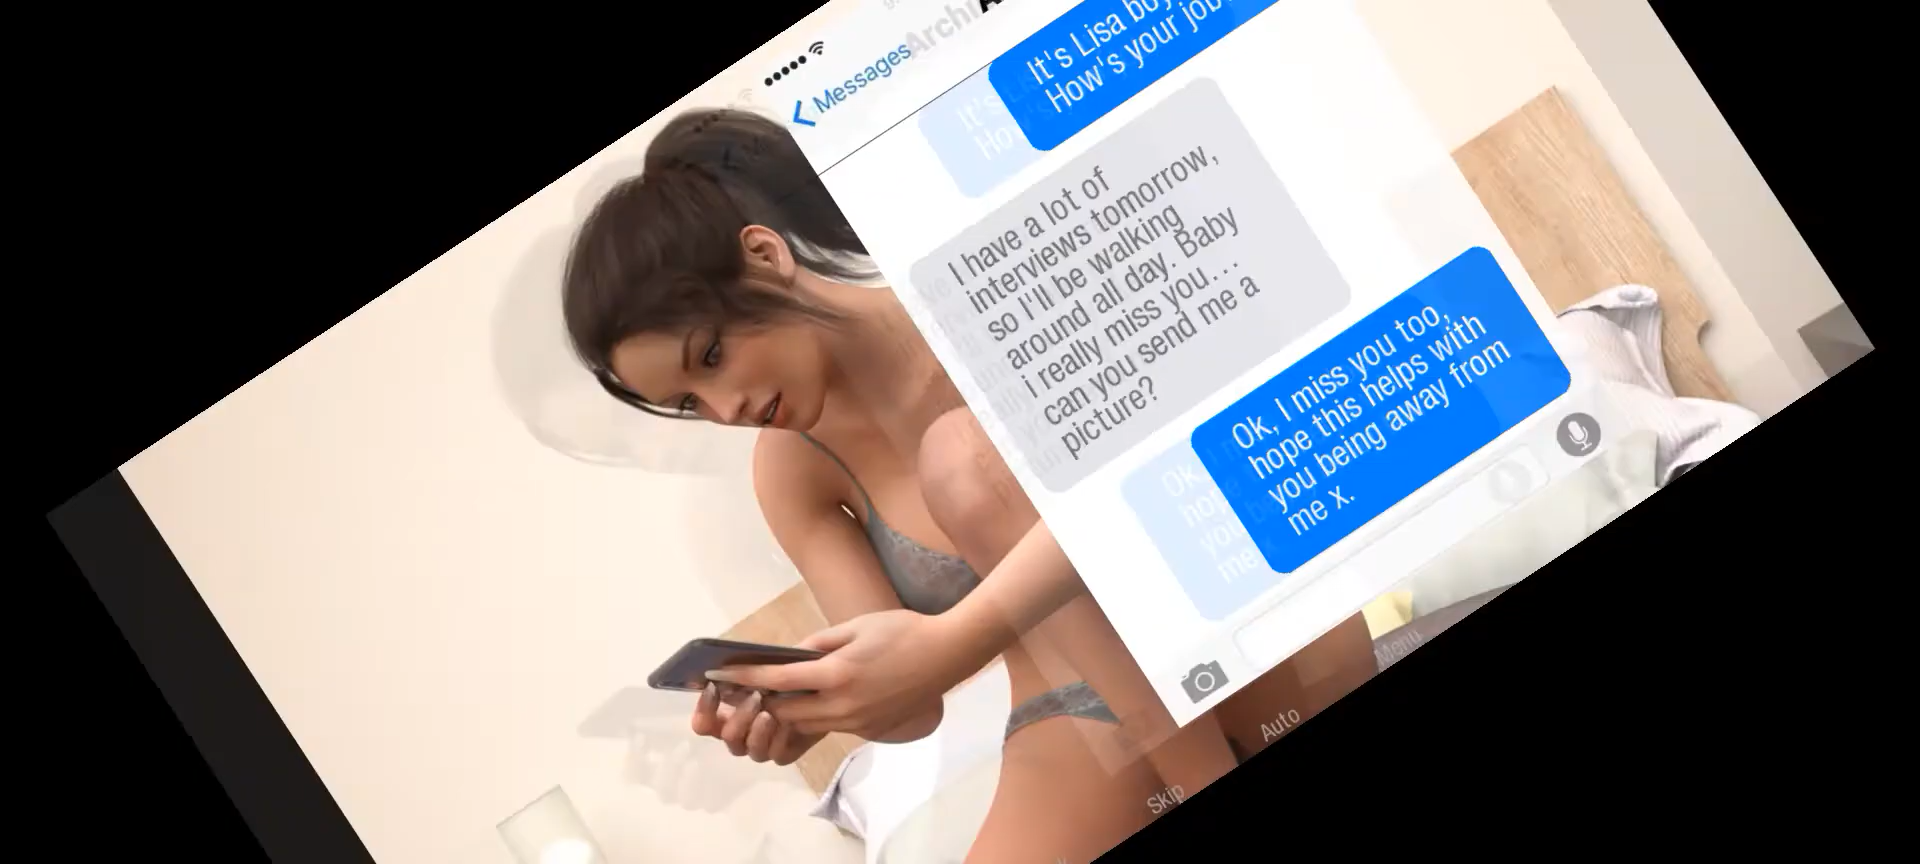 Messages
It's Lisa
How's your job
I have a lot of
interviews tomorrow,
so I'll be walking
around all day. Baby
i really miss you...
can you send me a
picture?
Ok, I miss you too,
hope this helps with
you being away from
me x.
Menu
Auto
Skip